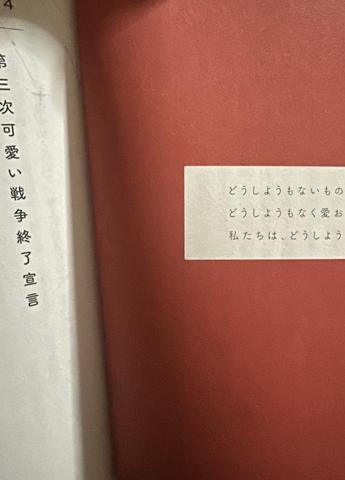 4
第三次可愛い戦争終了宣言
どうしようもないもの
どうしようもなく愛お
私たちは、どうしよう